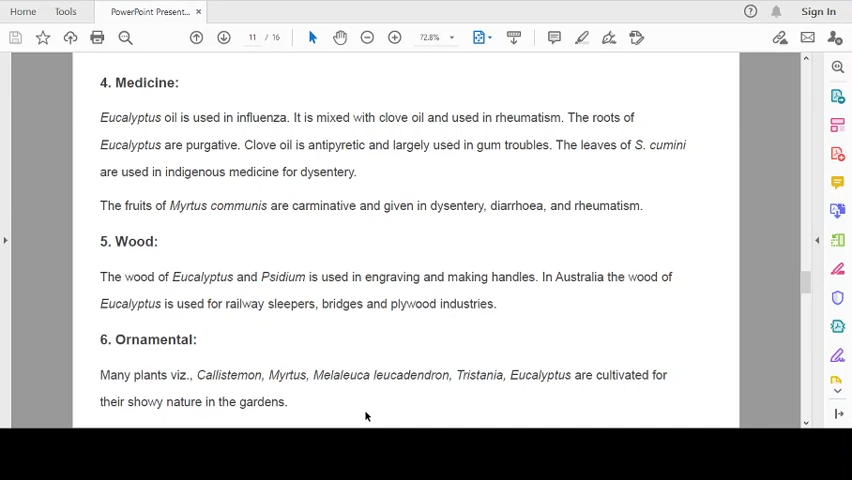 Home Tools PowerPoint Present... × Sign In
11 / 16 72.8%
4. Medicine:
Eucalyptus oil is used in influenza. It is mixed with clove oil and used in rheumatism. The roots of
Eucalyptus are purgative. Clove oil is antipyretic and largely used in gum troubles. The leaves of S. cumini
are used in indigenous medicine for dysentery.
The fruits of Myrtus communis are carminative and given in dysentery, diarrhoea, and rheumatism.
5. Wood:
The wood of Eucalyptus and Psidium is used in engraving and making handles. In Australia the wood of
Eucalyptus is used for railway sleepers, bridges and plywood industries.
6. Ornamental:
Many plants viz., Callistemon, Myrtus, Melaleuca leucadendron, Tristania, Eucalyptus are cultivated for
their showy nature in the gardens.